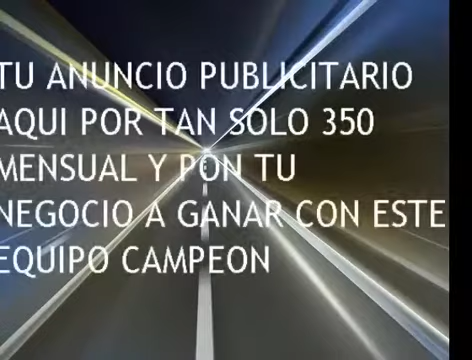 TU ANUNCIO PUBLICITARIO
AQUI POR TAN SOLO 350
MENSUAL Y PON TU
NEGOCIO A GANAR CON ESTE
EQUIPO CAMPEON